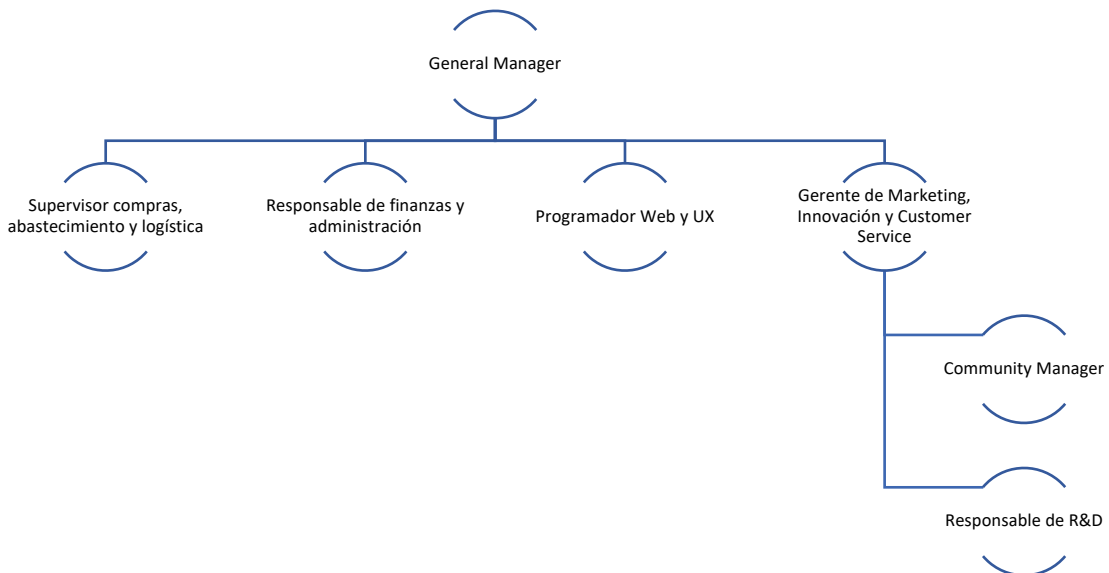 General Manager
Supervisor compras,
abastecimiento y logística
Responsable de finanzas y
administración
Programador Web y UX
Gerente de Marketing,
Innovación y Customer
Service
Community Manager
Responsable de R&D